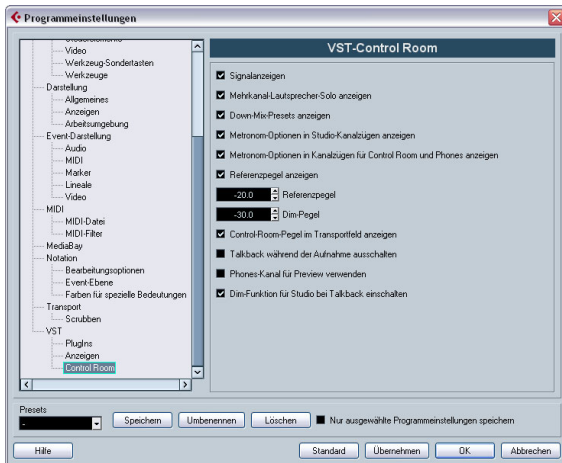 Programmeinstellungen
Video
Werkzeug-Sondertasten
Werkzeuge
Darstellung
Allgemeines
Anzeigen
Arbeitsumgebung
Event-Darstellung
Audio
MIDI
Marker
Lineale
Video
MIDI
MIDI-Datei
MIDI-Filter
MediaBay
Notation
Bearbeitungsoptionen
Event-Ebene
Farben für spezielle Bedeutungen
Transport
Scrubben
VST
PlugIns
Anzeigen
Control Room
VST-Control Room
Signalanzeigen
Mehrkanal-Lautsprecher-Solo anzeigen
Down-Mix-Presets anzeigen
Metronom-Optionen in Studio-Kanalzügen anzeigen
Metronom-Optionen in Kanalzügen für Control Room und Phones anzeigen
Referenzpegel anzeigen
-20.0 Referenzpegel
-30.0 Dim-Pegel
Control-Room-Pegel im Transportfeld anzeigen
Talkback während der Aufnahme ausschalten
Phones-Kanal für Preview verwenden
Dim-Funktion für Studio bei Talkback einschalten
Presets
- Speichern Umbenennen Löschen Nur ausgewählte Programmeinstellungen speichern
Hilfe Standard Übernehmen OK Abbrechen